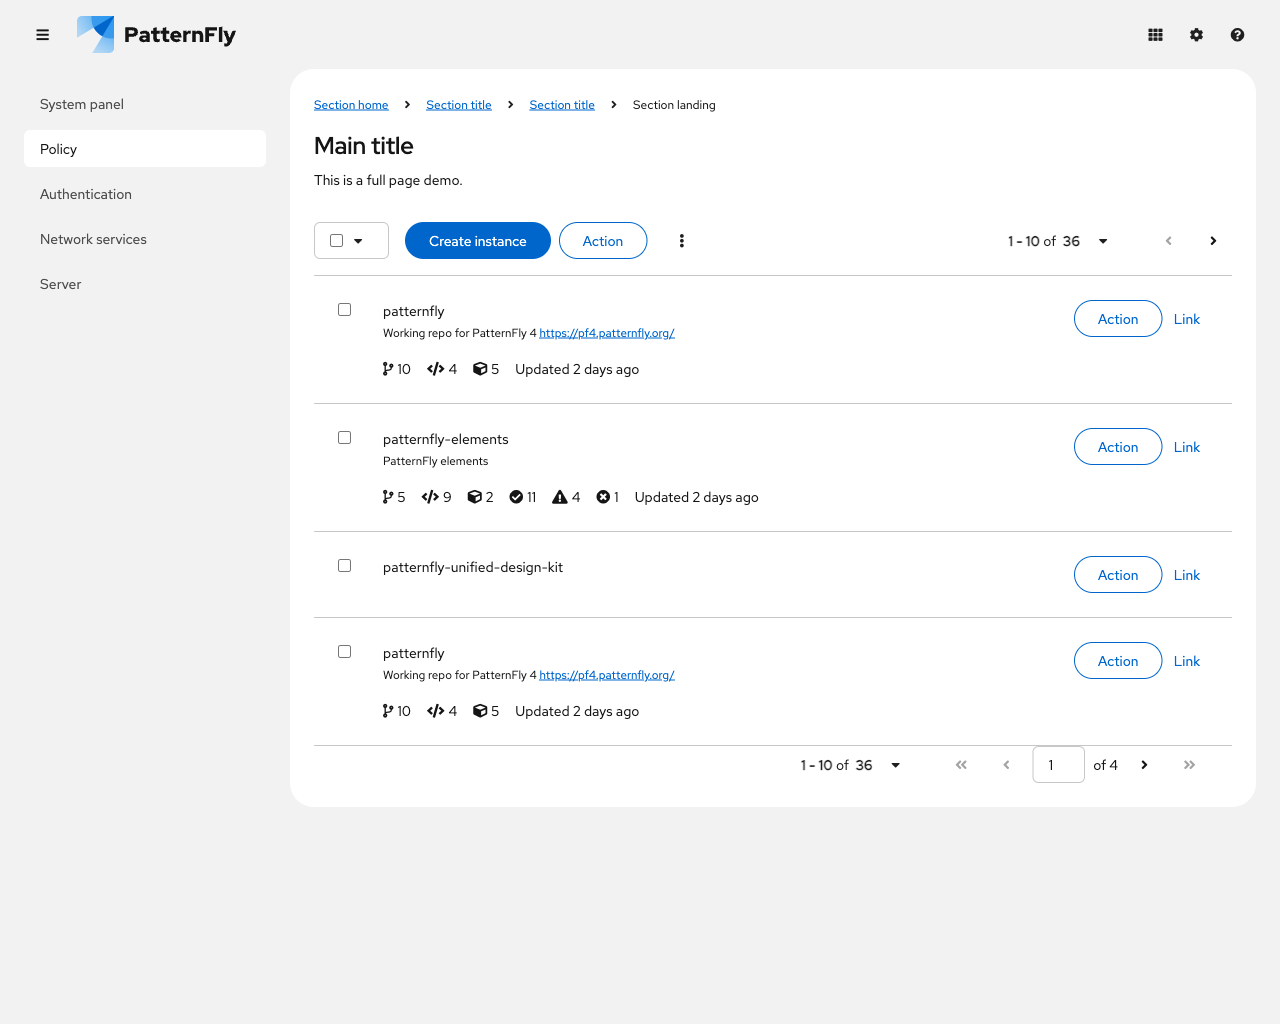 PatternFly
System panel
Policy
Authentication
Network services
Server
Section home Section title Section title Section landing
Main title
This is a full page demo.
Create instance Action 1 - 10 of 36
patternfly
Working repo for PatternFly 4 https://pf4.patternfly.org/
10 4 5 Updated 2 days ago
Action Link
patternfly-elements
PatternFly elements
5 9 2 11 4 1 Updated 2 days ago
Action Link
patternfly-unified-design-kit
Action Link
patternfly
Working repo for PatternFly 4 https://pf4.patternfly.org/
10 4 5 Updated 2 days ago
Action Link
1 - 10 of 36 1 of 4